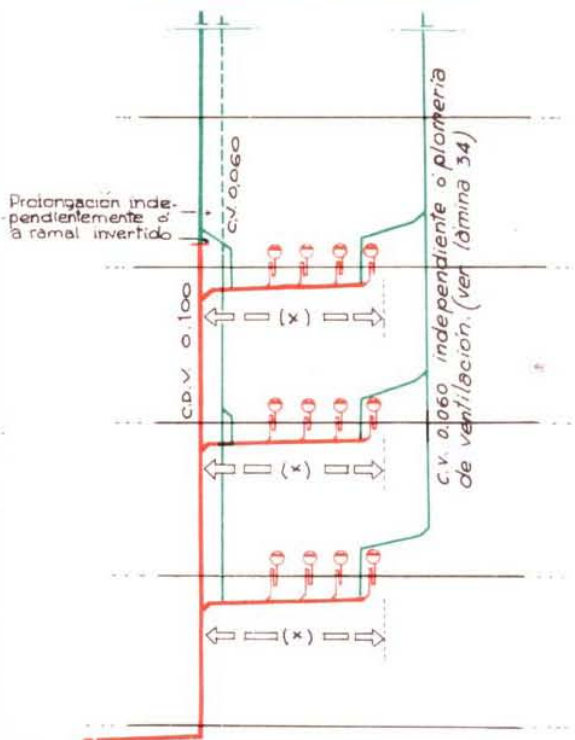 Prolongación inde-
pendientemente ó
a ramal invertido
C.V. 0,060
C.D.V. 0.100
(x)
(x)
(x)
C.V. 0.060 independiente ó plomería
de ventilación. (ver lámina 34)